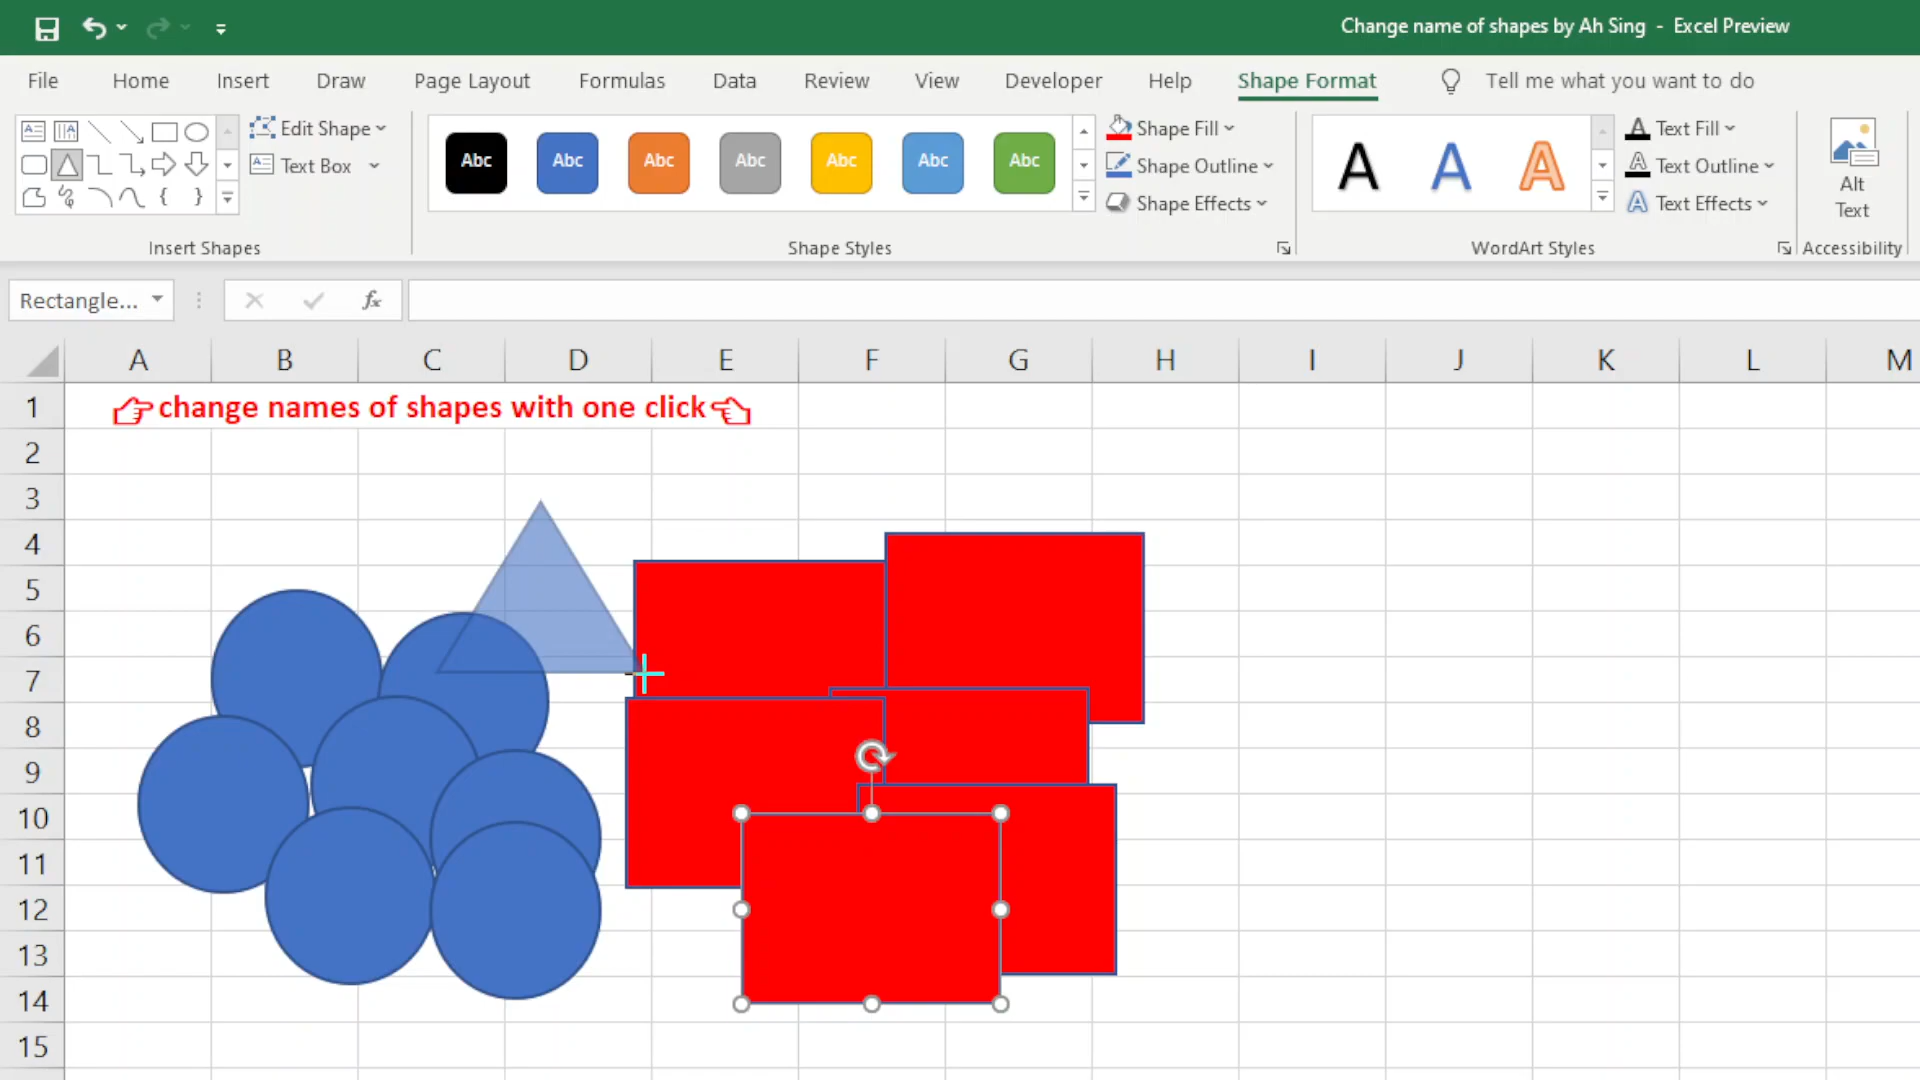 Change name of shapes by Ah Sing - Excel Preview
File Home Insert Draw Page Layout Formulas Data Review View Developer Help Shape Format Tell me what you want to do
Edit Shape
Text Box
Insert Shapes
Abc Abc Abc Abc Abc Abc Abc
Shape Fill
Shape Outline
Shape Effects
Shape Styles
A A A
Text Fill
Text Outline
Text Effects
WordArt Styles
Alt
Text
Accessibility
Rectangle...
fx
A B C D E F G H I J K L M
1 change names of shapes with one click
2
3
4
5
6
7
8
9
10
11
12
13
14
15